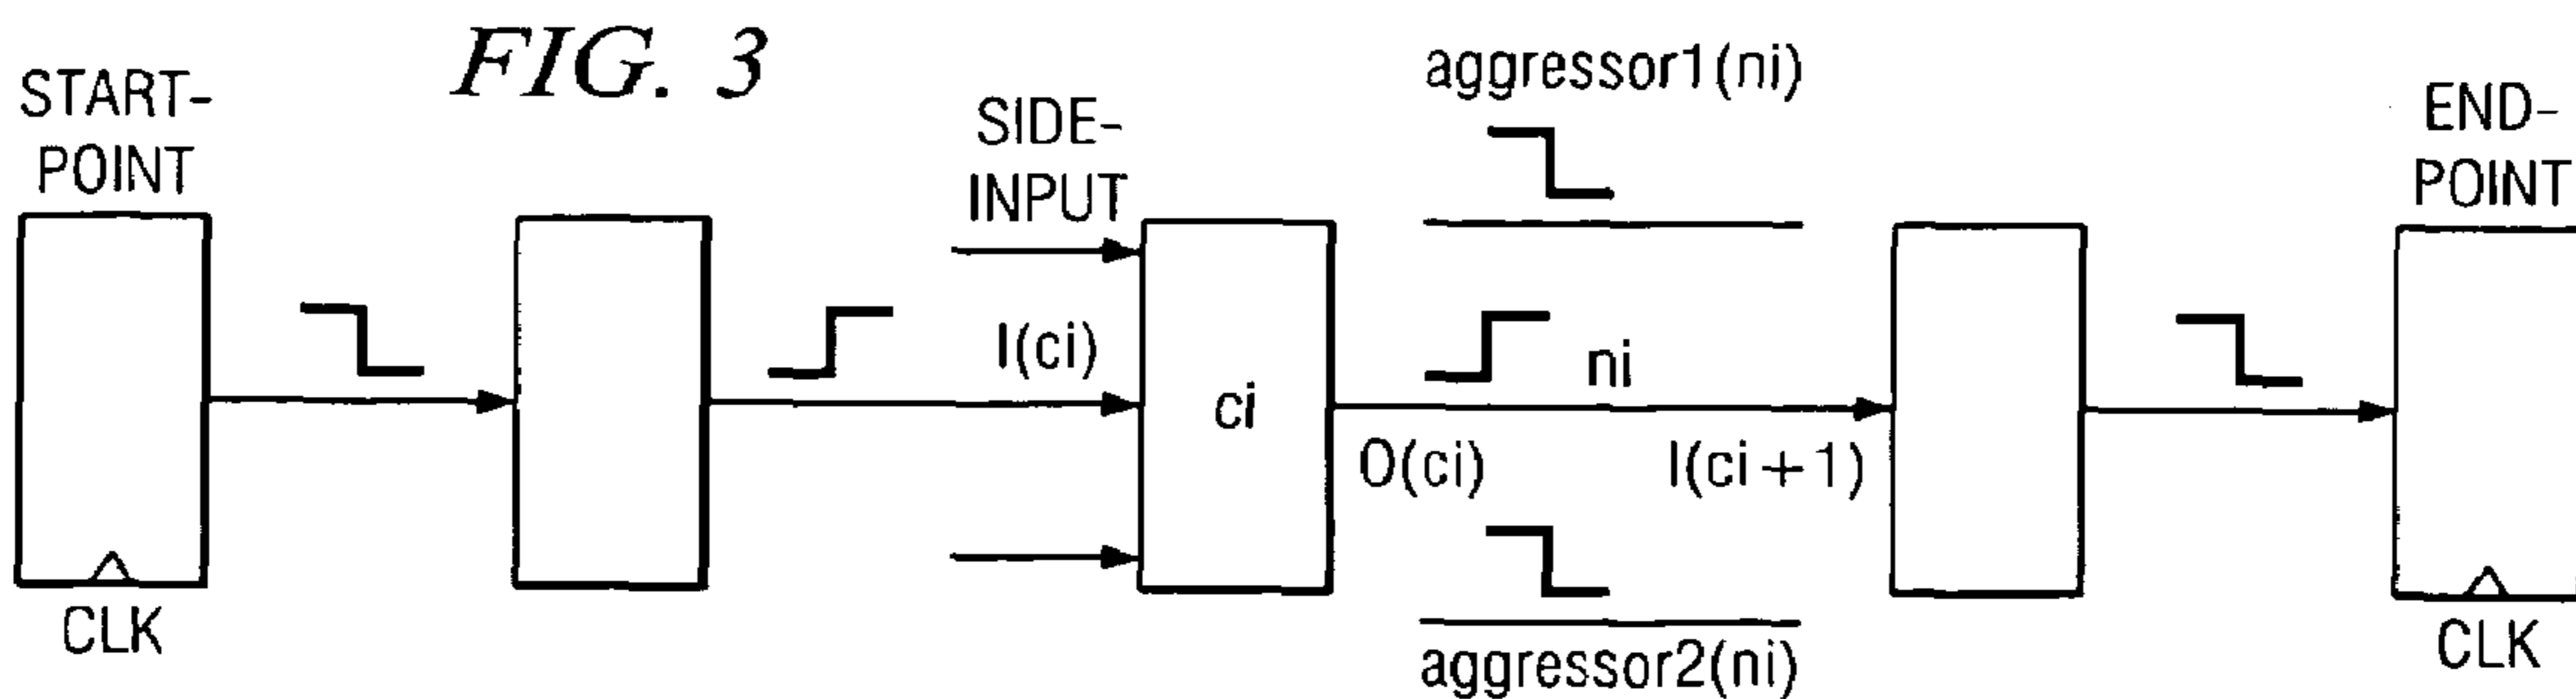 FIG. 3
START-
POINT
SIDE-
INPUT
aggressor1(ni)
END-
POINT
I(ci)
ci
ni
O(ci)
I(ci+1)
CLK
aggressor2(ni)
CLK